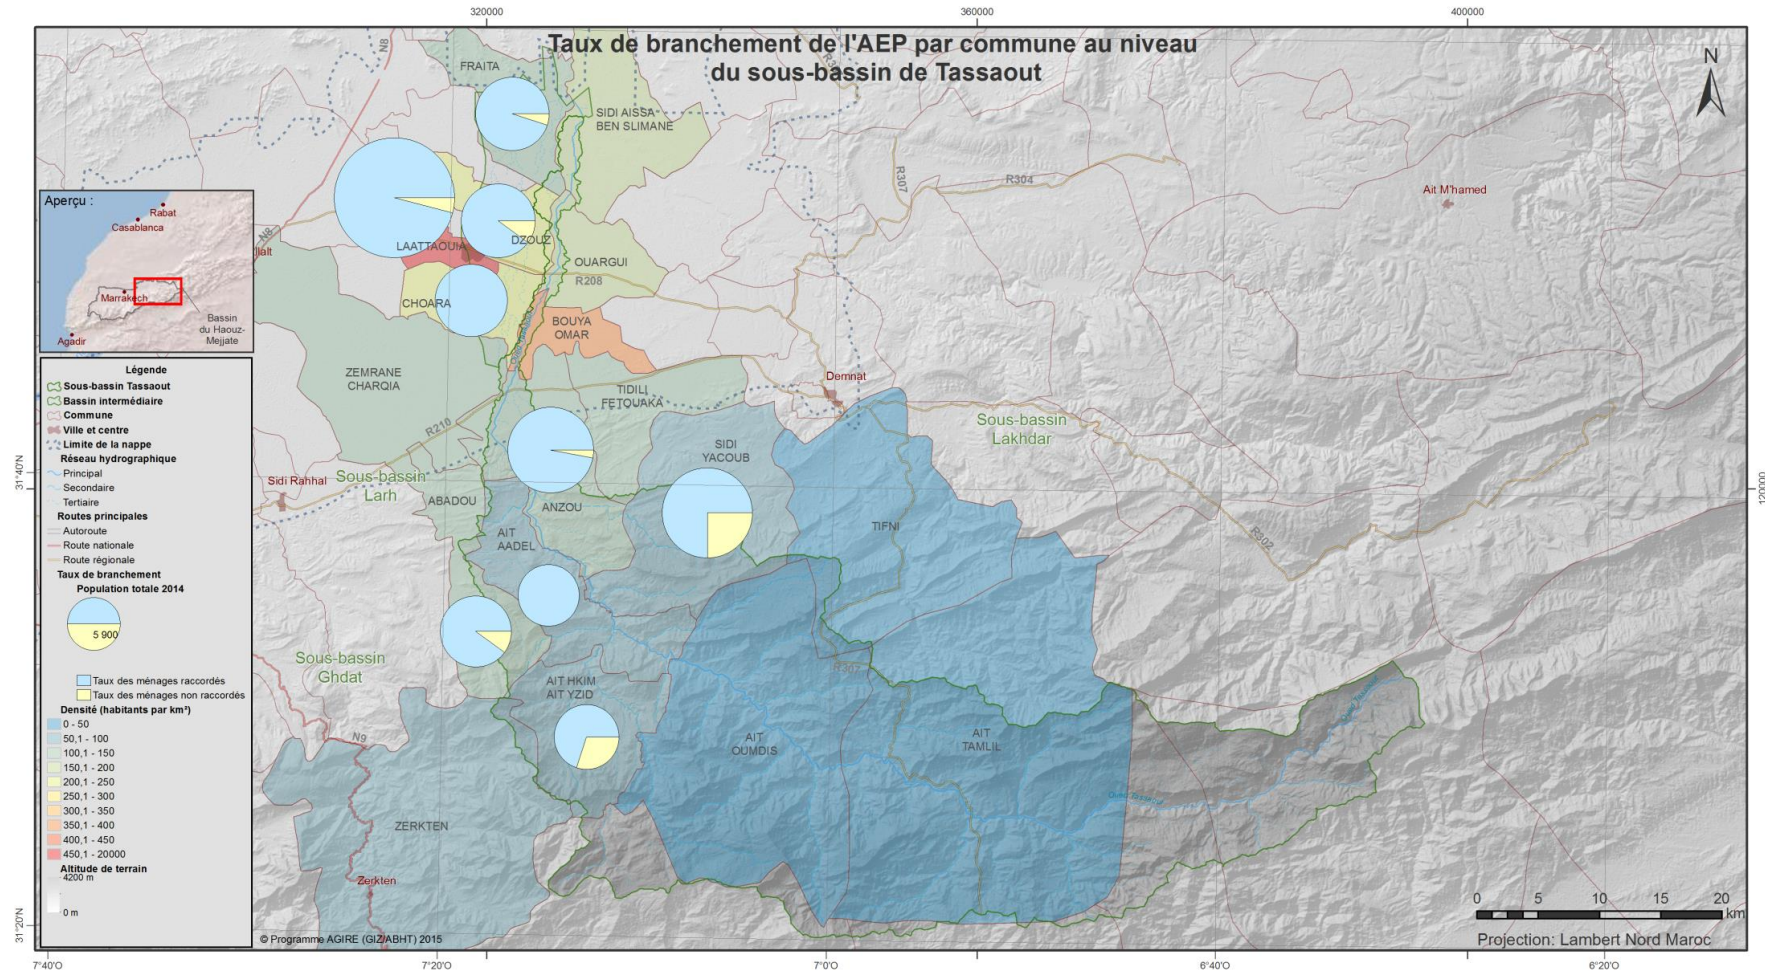 320000
360000
400000
Taux de branchement de l'AEP par commune au niveau
du sous-bassin de Tassaout
N
N8
FRAITA
SIDI AISSA
BEN SLIMANE
R307
R304
Ait M'hamed
Aperçu :
Rabat
Casablanca
Marrakech
Agadir
Bassin
du Haouz-
Mejjate
N8
LAATTAOUIA
DZOUZ
OUARGUI
R208
CHOARA
BOUYA
OMAR
ZEMRANE
CHARQIA
TIDILI
FETOUAKA
Demnat
R210
Sous-bassin
Lakhdar
SIDI
YACOUB
Sidi Rahhal
Sous-bassin
Larh
ABADOU
ANZOU
AIT
AADEL
TIFNI
R302
Sous-bassin
Ghdat
R307
AIT HKIM
AIT YZID
AIT
OUMDIS
AIT
TAMLIL
Oued Tassaout
Oued Tassaout
N9
ZERKTEN
Zerkten
Légende
Sous-bassin Tassaout
Bassin intermédiaire
Commune
Ville et centre
Limite de la nappe
Réseau hydrographique
Principal
Secondaire
Tertiaire
Routes principales
Autoroute
Route nationale
Route régionale
Taux de branchement
Population totale 2014
5 900
Taux des ménages raccordés
Taux des ménages non raccordés
Densité (habitants par km²)
0 - 50
50,1 - 100
100,1 - 150
150,1 - 200
200,1 - 250
250,1 - 300
300,1 - 350
350,1 - 400
400,1 - 450
450,1 - 20000
Altitude de terrain
4200 m
0 m
© Programme AGIRE (GIZ/ABHT) 2015
0 5 10 15 20
km
Projection: Lambert Nord Maroc
31°40'N
31°20'N
120000
7°40'O
7°20'O
7°0'O
6°40'O
6°20'O